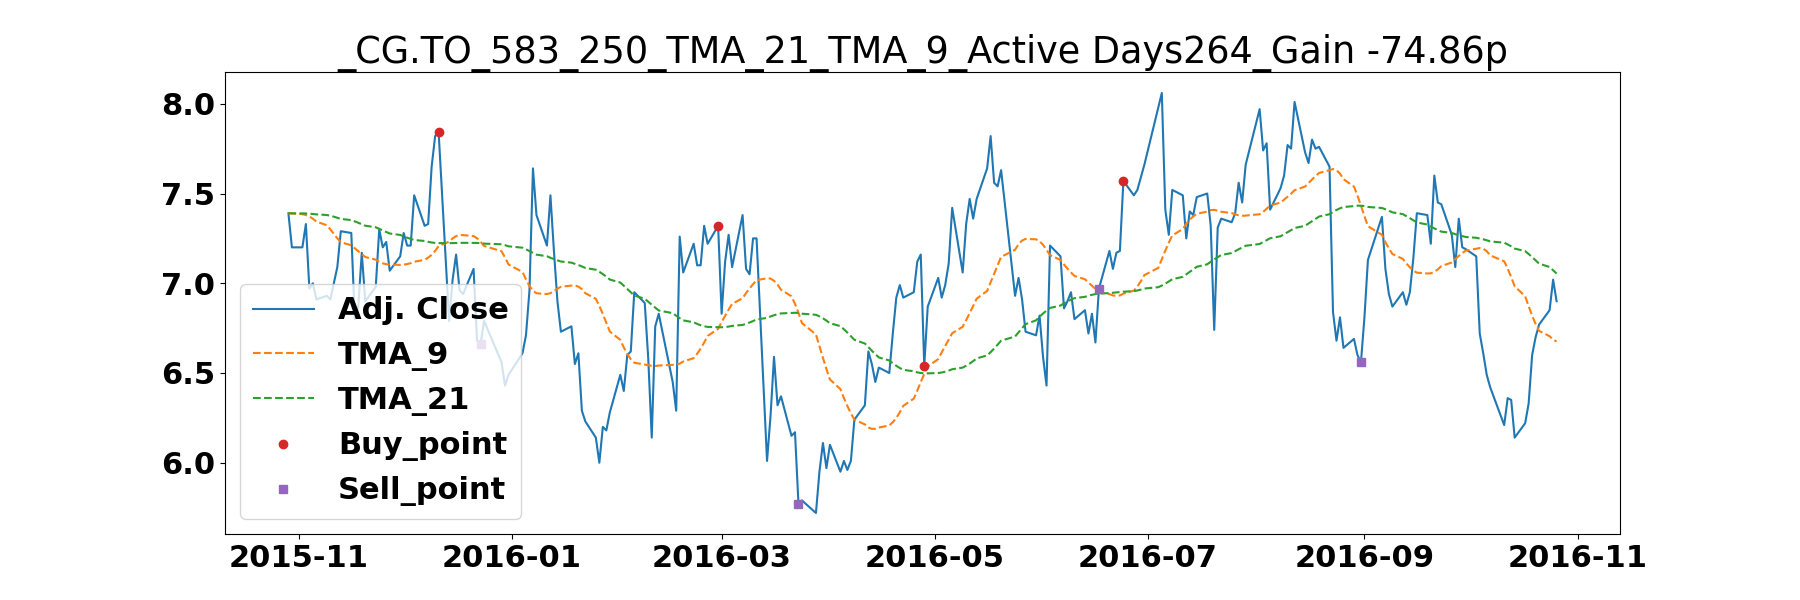 _CG.TO_583_250_TMA_21_TMA_9_Active Days264_Gain -74.86p
8.0
7.5
7.0
6.5
6.0
Adj. Close
TMA_9
TMA_21
Buy_point
Sell_point
2015-11 2016-01 2016-03 2016-05 2016-07 2016-09 2016-11